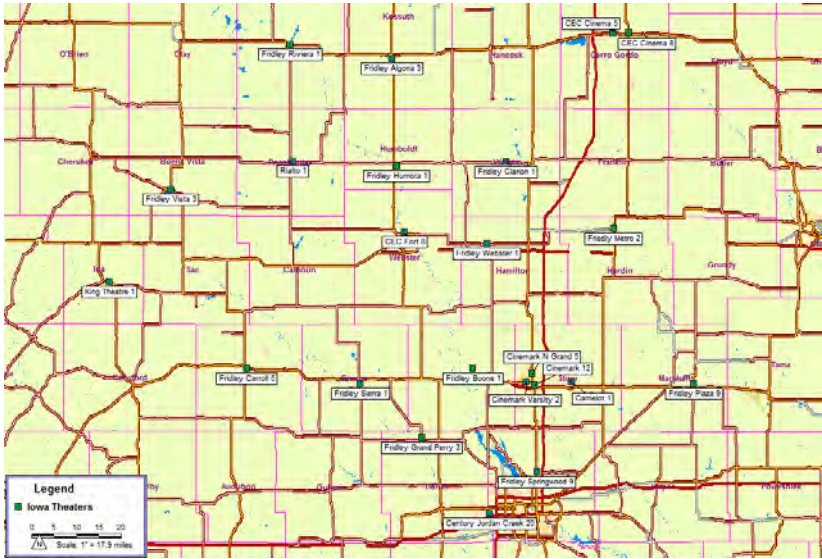 Kossuth
CEC Cinema 5
CEC Cinema 8
O'Brien
Clay
Fridley Riviera 1
Fridley Algona 3
Hancock
Cerro Gordo
Floyd
Humboldt
Cherokee
Buena Vista
Rialto 1
Fridley Humota 1
Fridley Clarion 1
Franklin
Butler
Fridley Vista 3
CEC Fort 8
Webster
Fridley Webster 1
Fridley Metro 2
Ida
Sac
Calhoun
Hamilton
Hardin
Grundy
King Theatre 1
Cinemark N Grand 5
Cinemark 12
Fridley Carroll 5
Fridley Sierra 1
Fridley Boone 1
Cinemark Varsity 2
Story
Camelot 1
Marshall
Fridley Plaza 9
Tama
Fridley Grand Perry 3
Fridley Springwood 9
Audubon
Poweshiek
Century Jordan Creek 20
Legend
Iowa Theaters
0 5 10 15 20
N
Scale, 1" = 17.9 miles